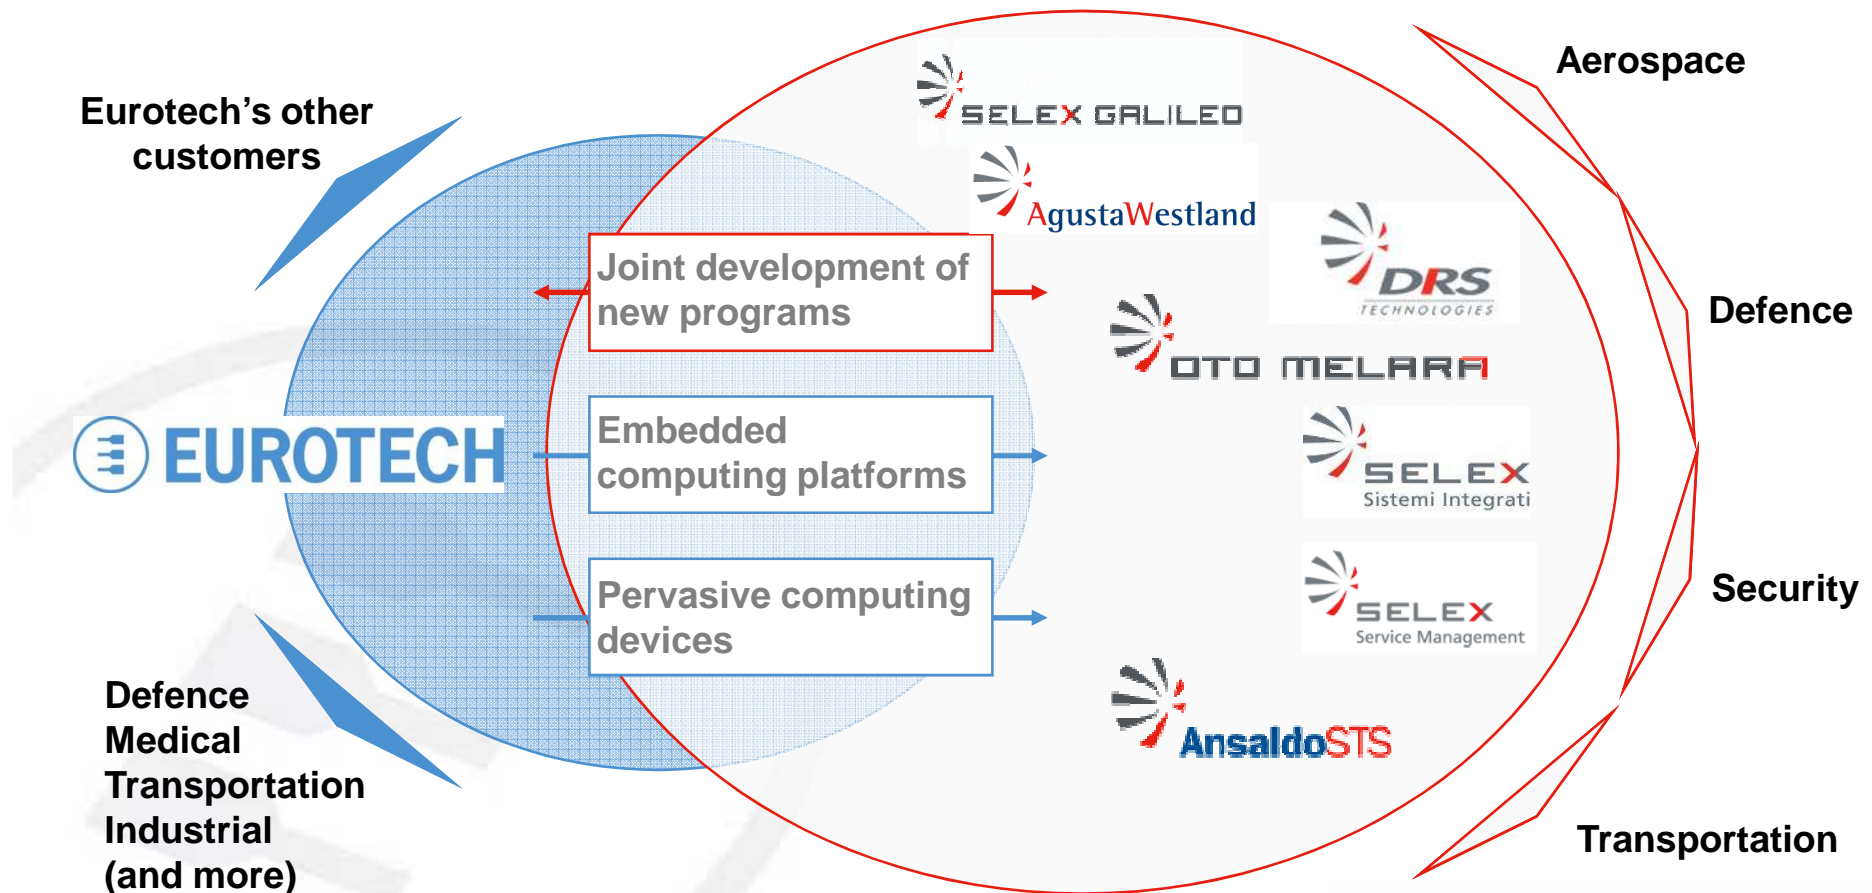 Eurotech's other
customers
EUROTECH
Defence
Medical
Transportation
Industrial
(and more)
Joint development of
new programs
Embedded
computing platforms
Pervasive computing
devices
SELEX GALILEO
AgustaWestland
DRS
TECHNOLOGIES
OTO MELARA
SELEX
Sistemi Integrati
SELEX
Service Management
AnsaldoSTS
Aerospace
Defence
Security
Transportation